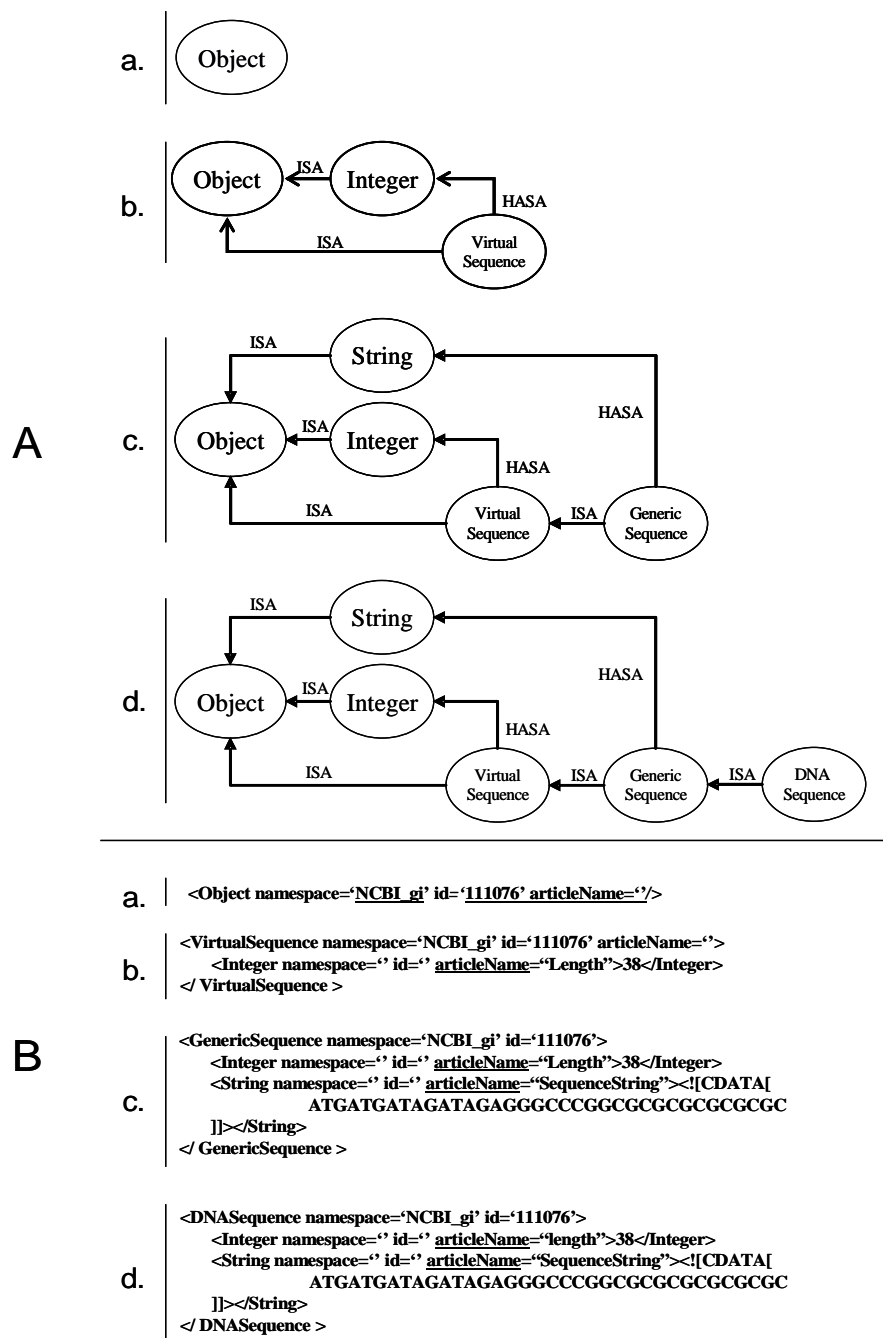 A
a.
Object
b.
Object
ISA
Integer
HASA
ISA
Virtual
Sequence
c.
ISA
String
HASA
Object
ISA
Integer
HASA
ISA
Virtual
Sequence
ISA
Generic
Sequence
d.
ISA
String
HASA
Object
ISA
Integer
HASA
ISA
Virtual
Sequence
ISA
Generic
Sequence
ISA
DNA
Sequence
B
a.
<Object namespace=‘NCBI_gi’ id=‘111076’ articleName=‘’/>
b.
<VirtualSequence namespace=‘NCBI_gi’ id=‘111076’ articleName=‘’>
<Integer namespace=‘’ id=‘’ articleName=“Length”>38</Integer>
</ VirtualSequence >
c.
<GenericSequence namespace=‘NCBI_gi’ id=‘111076’>
<Integer namespace=‘’ id=‘’ articleName=“Length”>38</Integer>
<String namespace=‘’ id=‘’ articleName=“SequenceString”><![CDATA[
ATGATGATAGATAGAGGGCCCGGCGCGCGCGCGCGC
]]></String>
</ GenericSequence >
d.
<DNASequence namespace=‘NCBI_gi’ id=‘111076’>
<Integer namespace=‘’ id=‘’ articleName=“length”>38</Integer>
<String namespace=‘’ id=‘’ articleName=“SequenceString”><![CDATA[
ATGATGATAGATAGAGGGCCCGGCGCGCGCGCGCGC
]]></String>
</ DNASequence >